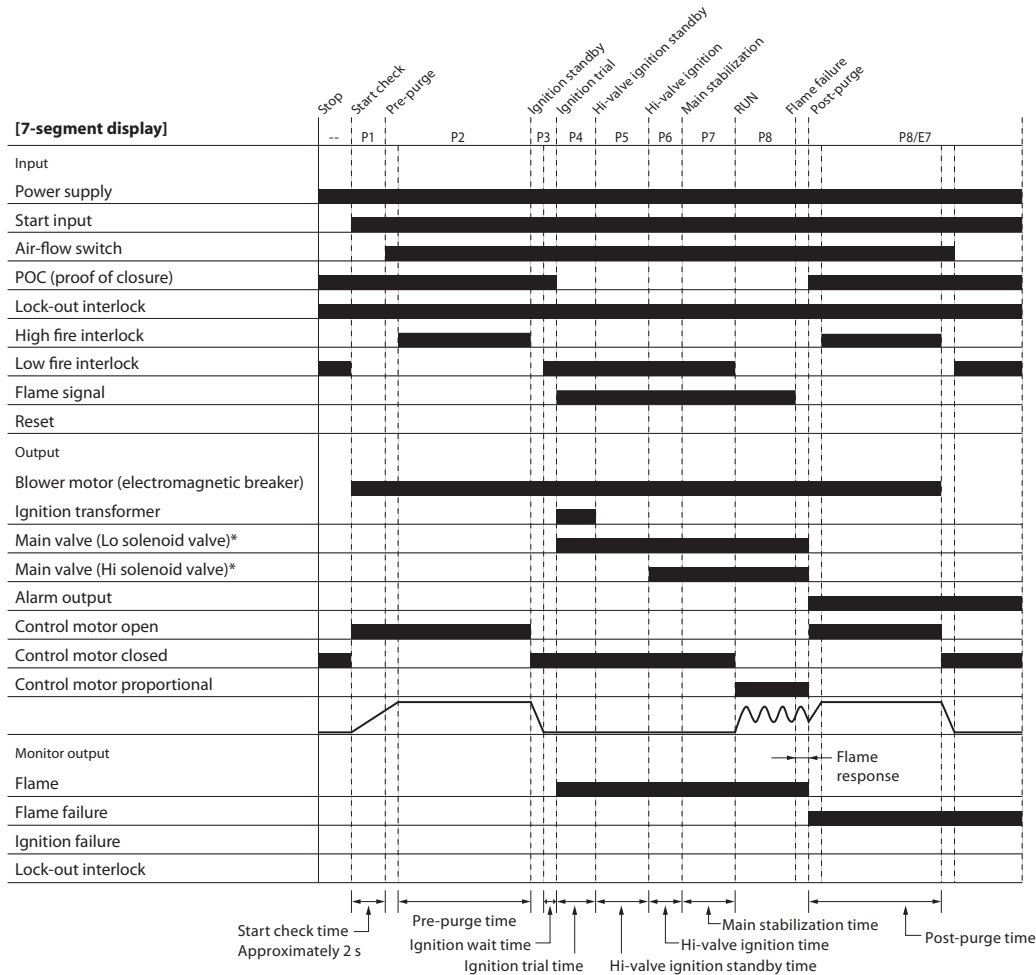 Stop
Start check
Pre-purge
Ignition standby
Ignition trial
Hi-valve ignition standby
Hi-valve ignition
Main stabilization
RUN
Flame failure
Post-purge
[7-segment display]
-- P1 P2 P3 P4 P5 P6 P7 P8 P8/E7
Input
Power supply
Start input
Air-flow switch
POC (proof of closure)
Lock-out interlock
High fire interlock
Low fire interlock
Flame signal
Reset
Output
Blower motor (electromagnetic breaker)
Ignition transformer
Main valve (Lo solenoid valve)*
Main valve (Hi solenoid valve)*
Alarm output
Control motor open
Control motor closed
Control motor proportional
Monitor output
Flame
response
Flame
Flame failure
Ignition failure
Lock-out interlock
Start check time
Approximately 2 s
Pre-purge time
Ignition wait time
Ignition trial time
Main stabilization time
Hi-valve ignition time
Hi-valve ignition standby time
Post-purge time